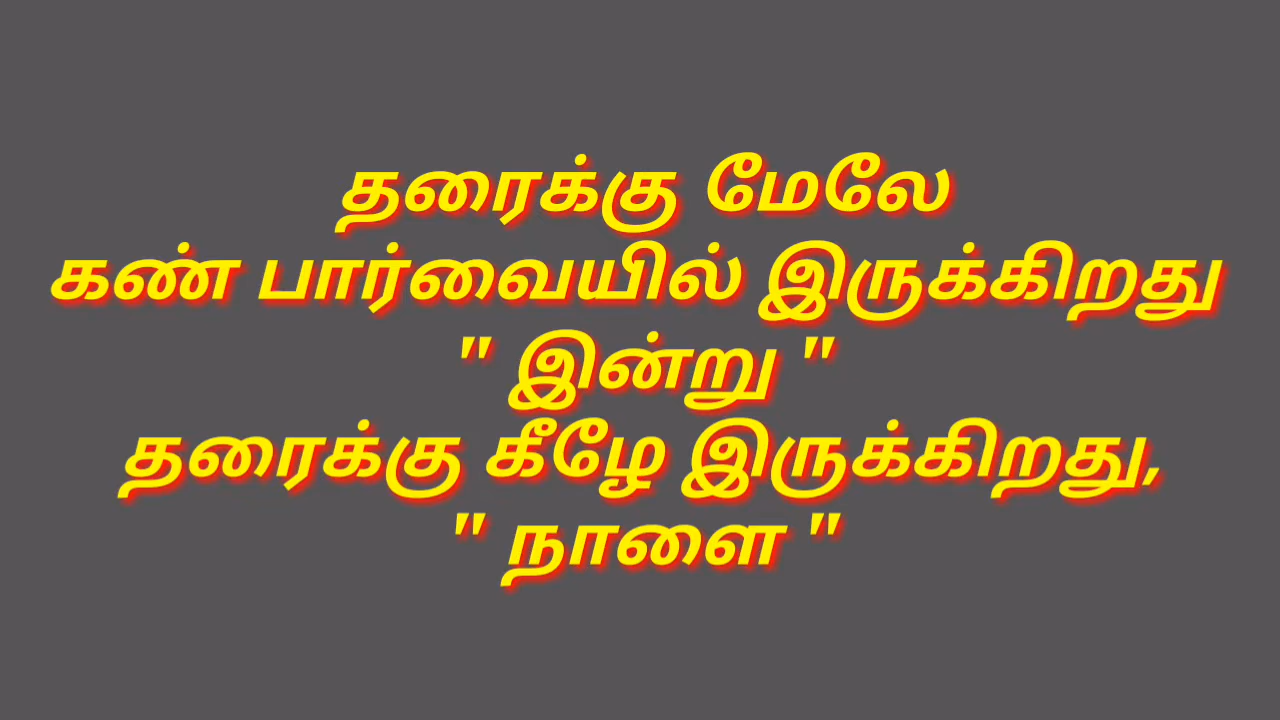 தரைக்கு மேலே
கண் பார்வையில் இருக்கிறது
" இன்று "
தரைக்கு கீழே இருக்கிறது,
" நாளை "